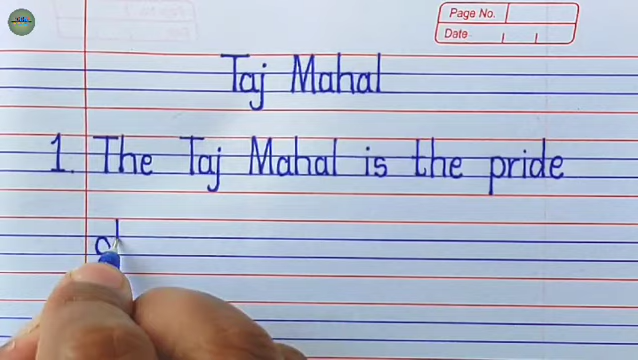 Page No.
Date
Taj Mahal
1. The Taj Mahal is the pride